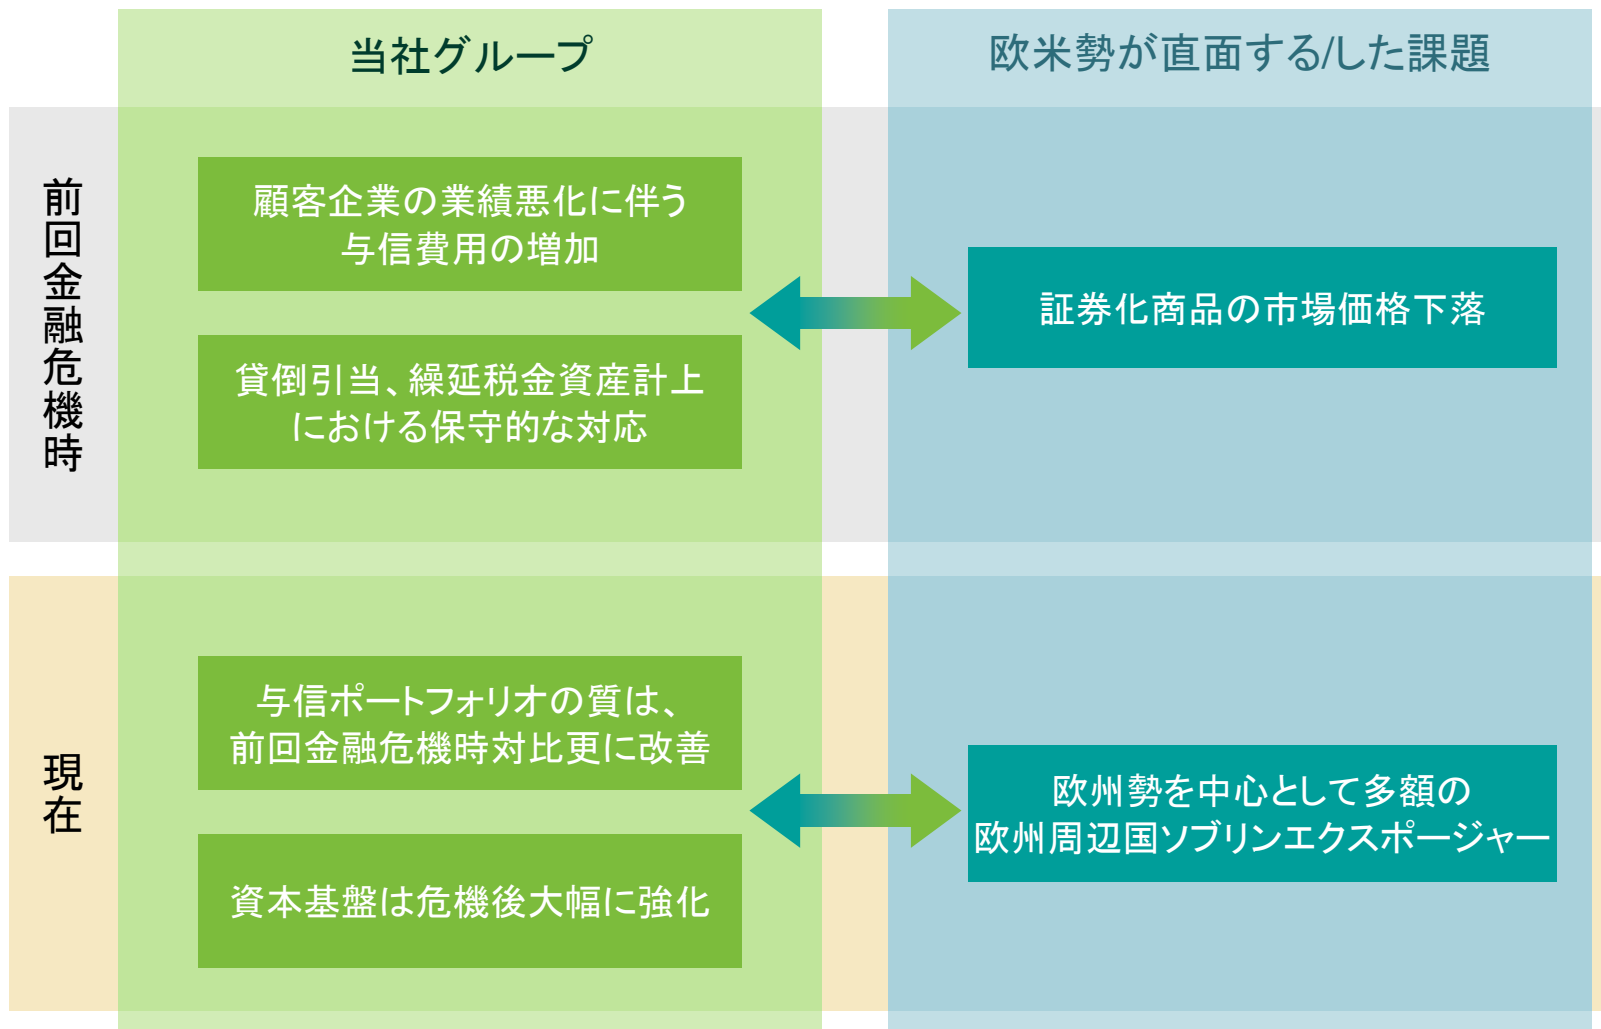 当社グループ
欧米勢が直面する/した課題
前回金融危機時
顧客企業の業績悪化に伴う
与信費用の増加
貸倒引当、繰延税金資産計上
における保守的な対応
証券化商品の市場価格下落
現在
与信ポートフォリオの質は、
前回金融危機時対比更に改善
資本基盤は危機後大幅に強化
欧州勢を中心として多額の
欧州周辺国ソブリンエクスポージャー